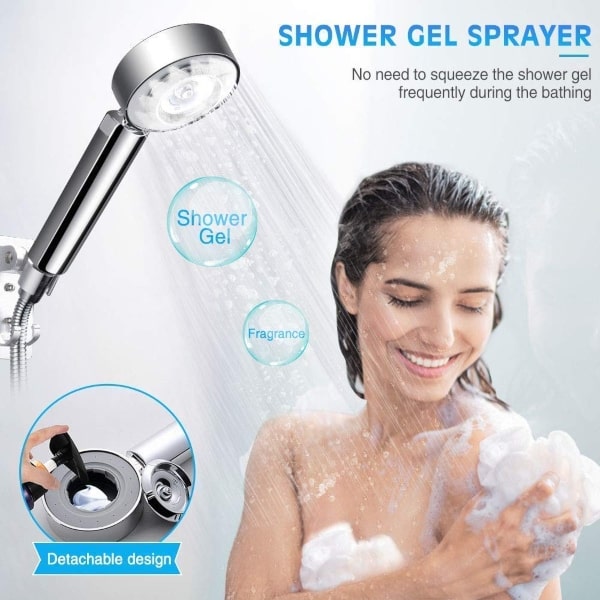 SHOWER GEL SPRAYER
No need to squeeze the shower gel
frequently during the bathing
Shower
Gel
Fragrance
Detachable design